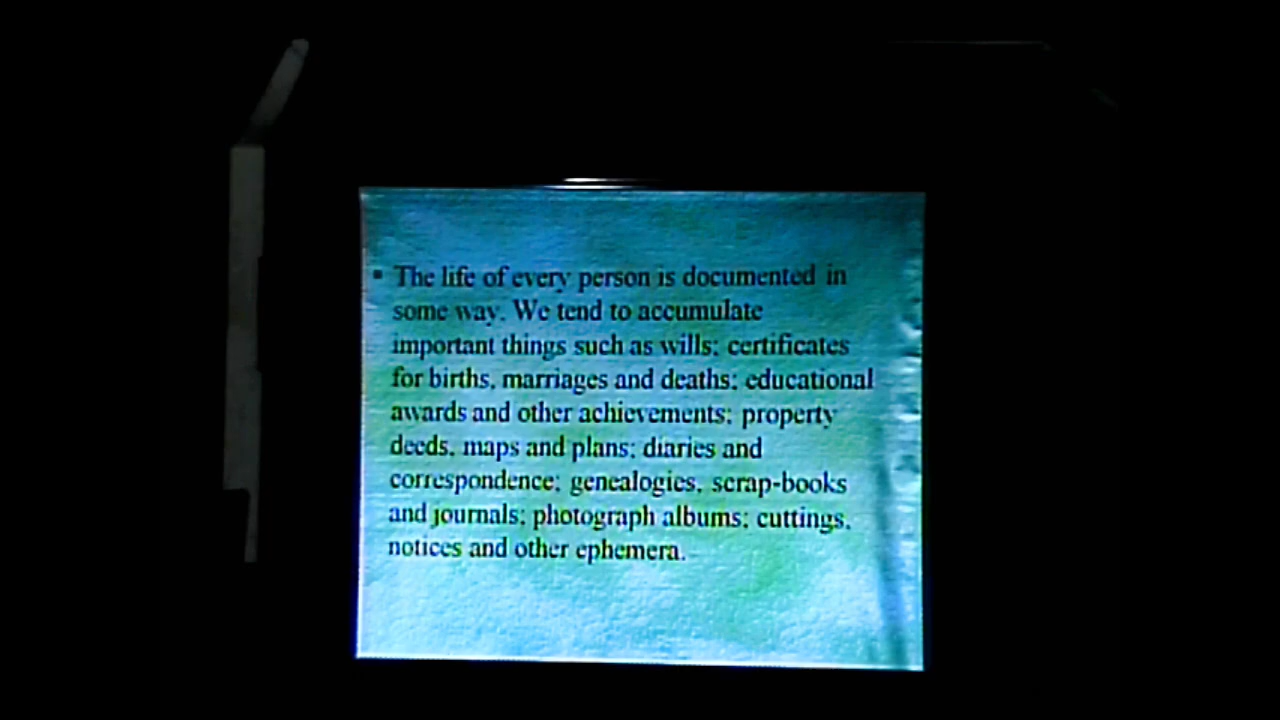 • The life of every person is documented in
some way. We tend to accumulate
important things such as wills; certificates
for births, marriages and deaths; educational
awards and other achievements; property
deeds, maps and plans; diaries and
correspondence; genealogies, scrap-books
and journals; photograph albums; cuttings,
notices and other ephemera.